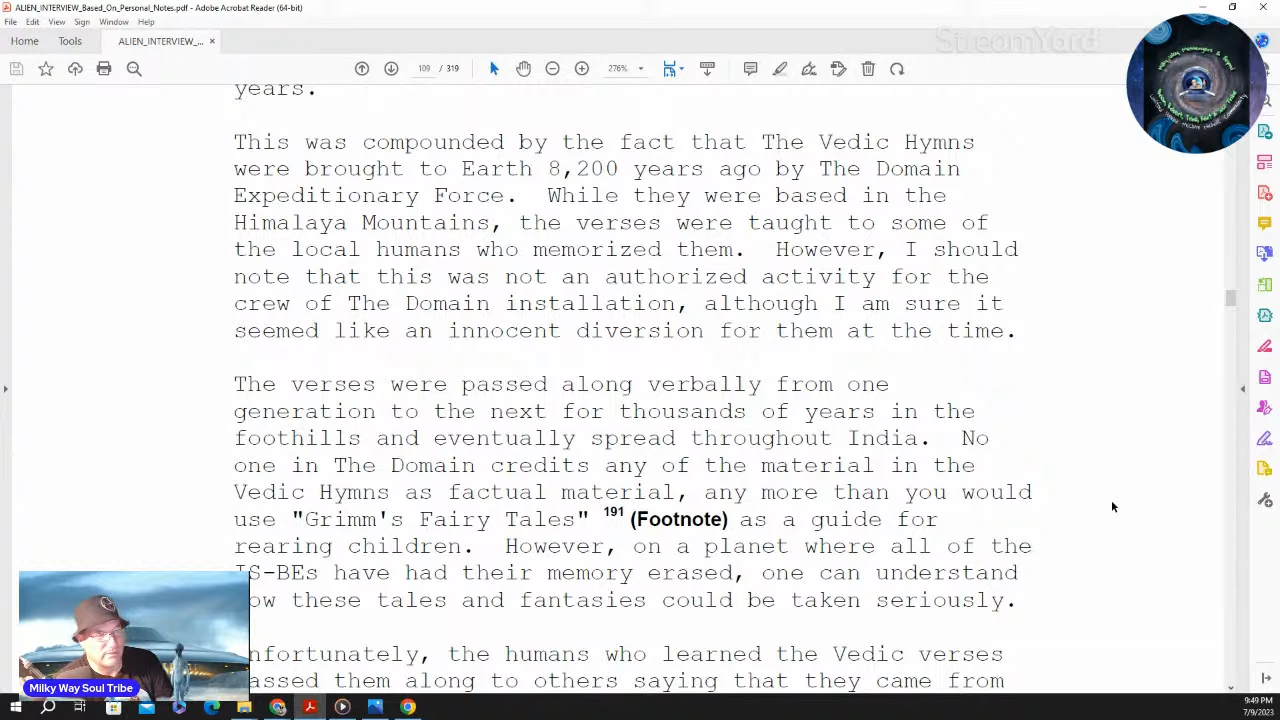 ALIEN_INTERVIEW_Based_On_Personal_Notes.pdf - Adobe Acrobat Reader (64-bit)
File Edit View Sign Window Help
StreamYard
Home Tools ALIEN_INTERVIEW_... ×
109 / 319 276%
years.
This was compounded by the fact that The Vedic Hymns
were brought to Earth 8,200 years ago by The Domain
Expeditionary Force. While they were based in the
Himalaya Mountains, the verses were taught to some of
the local humans who memorized them. However, I should
note that this was not an authorized activity for the
crew of The Domain installation, although I am sure it
seemed like an innocent diversion for them at the time.
The verses were passed along verbally from one
generation to the next for thousands of years in the
foothills and eventually spread throughout India. No
one in The Domain credits any of the material in the
Vedic Hymns as factual material, any more than you would
use "Grimm's Fairy Tales" 191 (Footnote) as a guide for
rearing children. However, on a planet where all of the
IS-BEs have had their memory erased, one can understand
ow these tales and fantasies could be taken seriously.
nfortunately, the humans who learned the Vedic verses
assed them along to others saying that they came from
Milky Way Soul Tribe
9:49 PM
7/9/2023